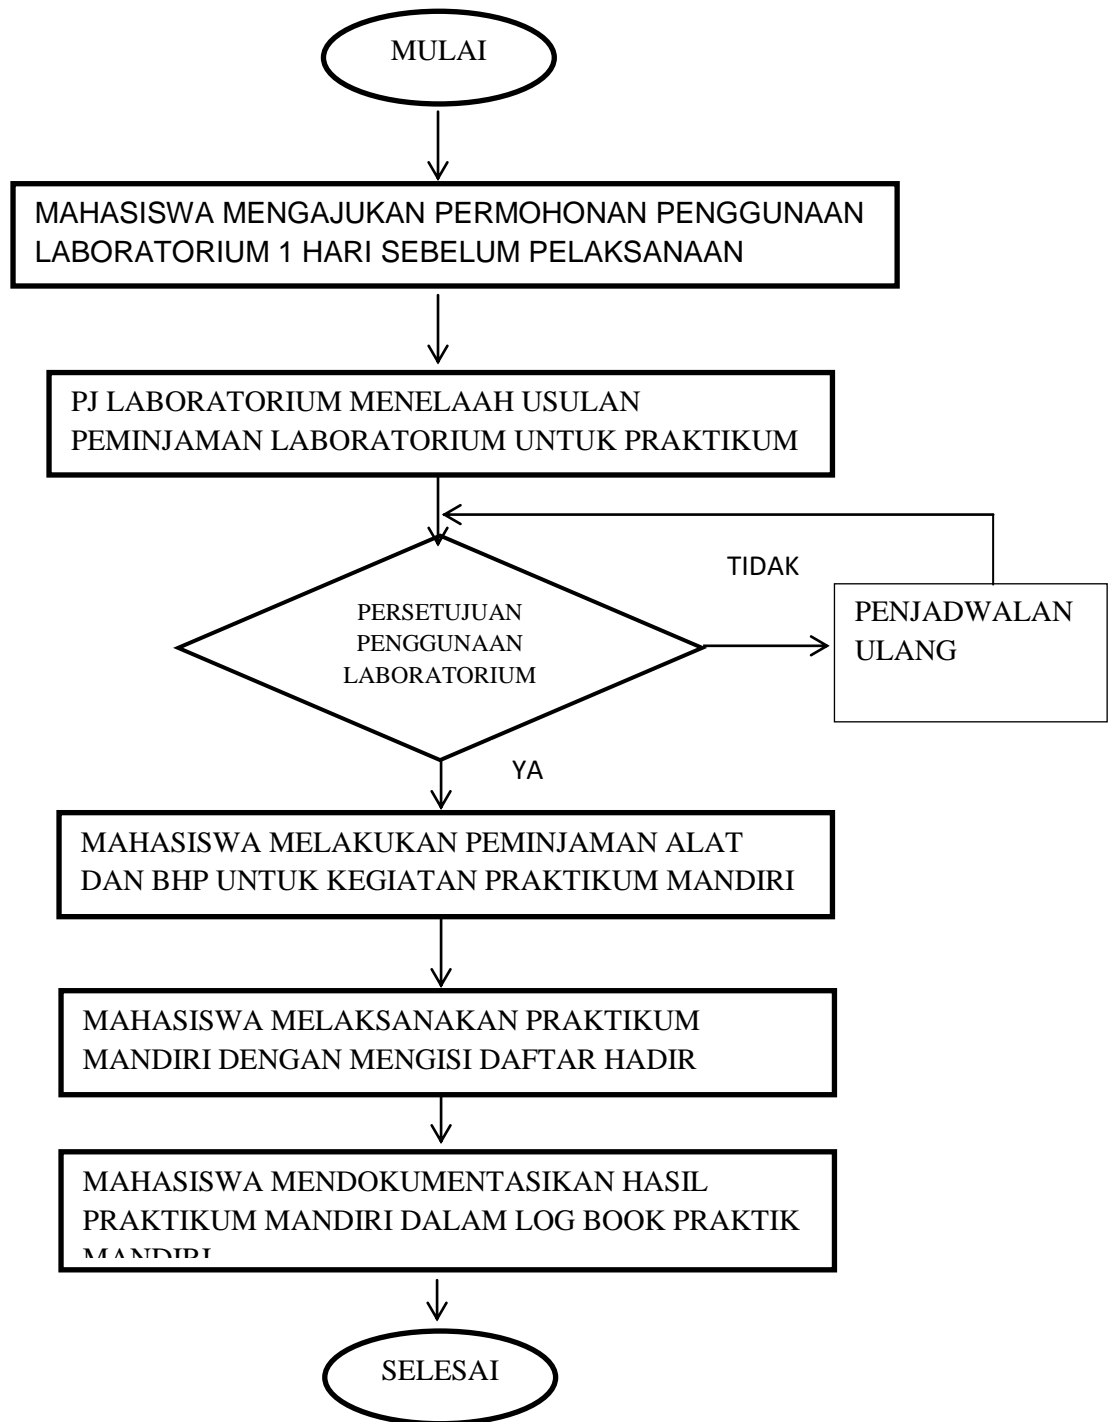 MULAI
MAHASISWA MENGAJUKAN PERMOHONAN PENGGUNAAN
LABORATORIUM 1 HARI SEBELUM PELAKSANAAN
PJ LABORATORIUM MENELAAH USULAN
PEMINJAMAN LABORATORIUM UNTUK PRAKTIKUM
TIDAK
PERSETUJUAN
PENGGUNAAN
LABORATORIUM
PENJADWALAN
ULANG
YA
MAHASISWA MELAKUKAN PEMINJAMAN ALAT
DAN BHP UNTUK KEGIATAN PRAKTIKUM MANDIRI
MAHASISWA MELAKSANAKAN PRAKTIKUM
MANDIRI DENGAN MENGISI DAFTAR HADIR
MAHASISWA MENDOKUMENTASIKAN HASIL
PRAKTIKUM MANDIRI DALAM LOG BOOK PRAKTIK
MANDIRI
SELESAI